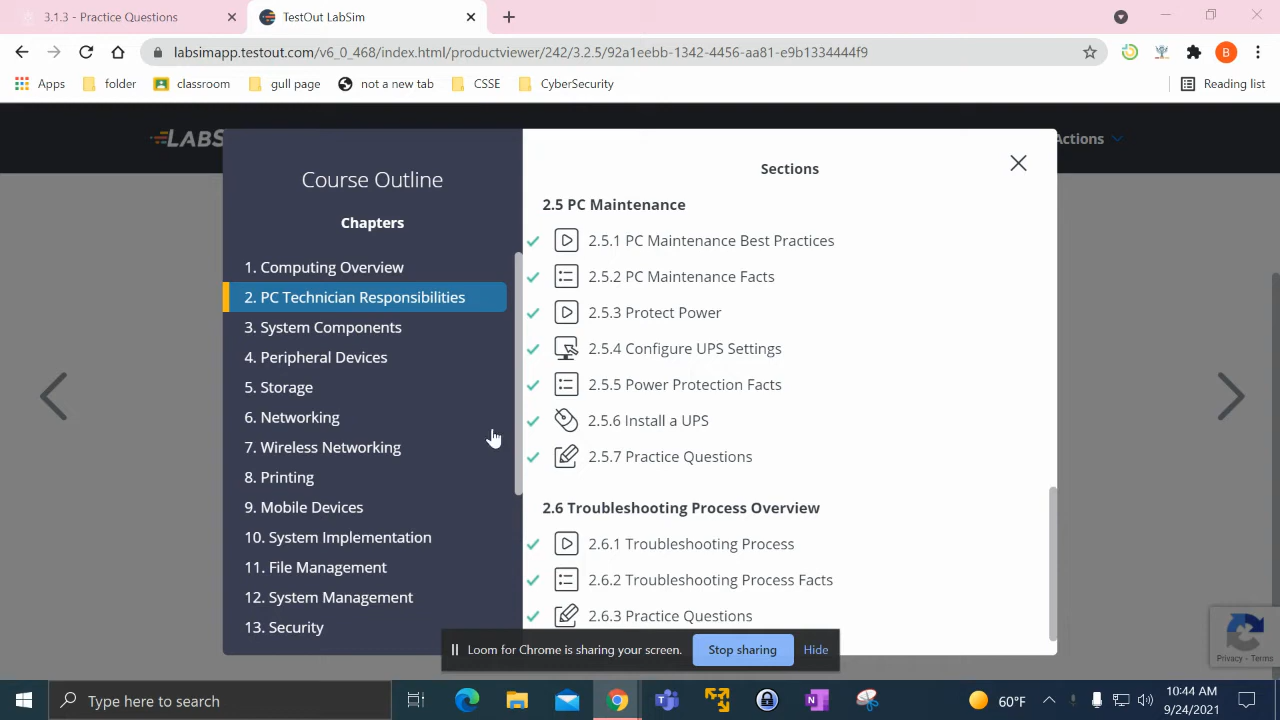 3.1.3 - Practice Questions
TestOut LabSim
labsimapp.testout.com/v6_0_468/index.html/productviewer/242/3.2.5/92a1eebb-1342-4456-aa81-e9b1334444f9
B
Apps
folder
classroom
gull page
not a new tab
CSSE
CyberSecurity
Reading list
LABS
Actions
Course Outline
Chapters
1. Computing Overview
2. PC Technician Responsibilities
3. System Components
4. Peripheral Devices
5. Storage
6. Networking
7. Wireless Networking
8. Printing
9. Mobile Devices
10. System Implementation
11. File Management
12. System Management
13. Security
Sections
2.5 PC Maintenance
2.5.1 PC Maintenance Best Practices
2.5.2 PC Maintenance Facts
2.5.3 Protect Power
2.5.4 Configure UPS Settings
2.5.5 Power Protection Facts
2.5.6 Install a UPS
2.5.7 Practice Questions
2.6 Troubleshooting Process Overview
2.6.1 Troubleshooting Process
2.6.2 Troubleshooting Process Facts
2.6.3 Practice Questions
Loom for Chrome is sharing your screen.
Stop sharing
Hide
Privacy - Terms
Type here to search
60°F
10:44 AM
9/24/2021